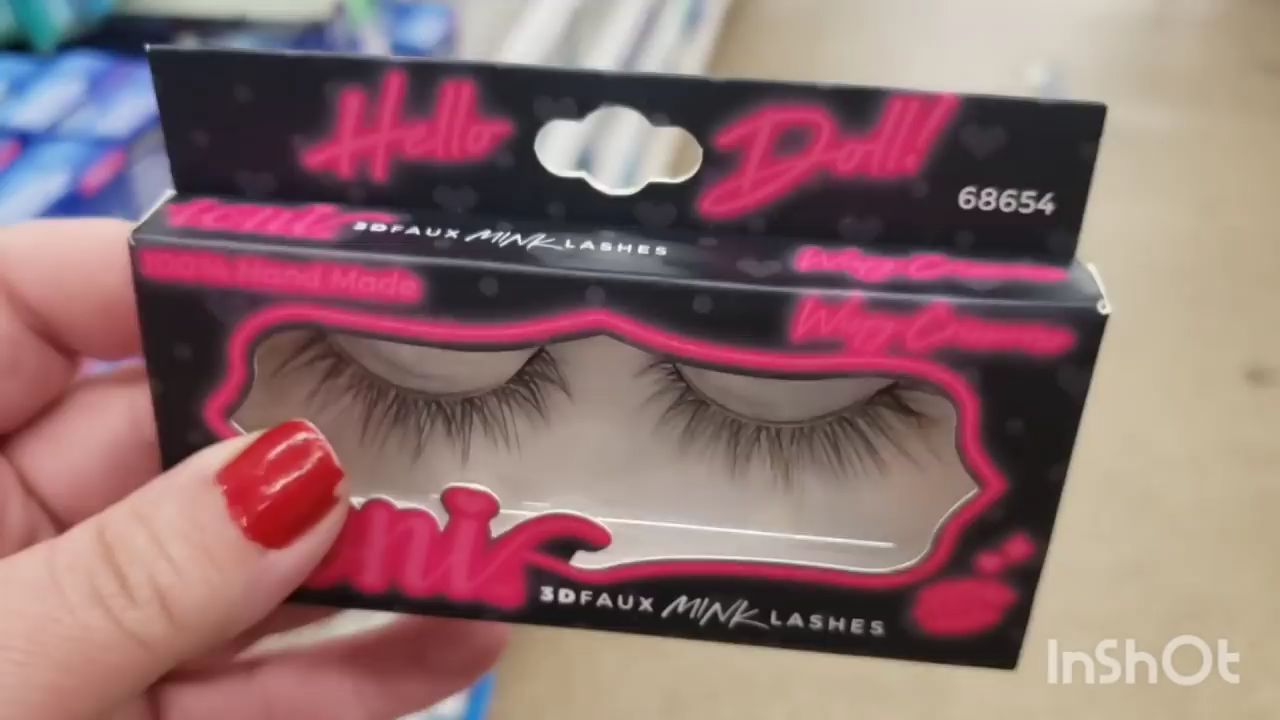 Hello Doll!
68654
3D FAUX MINK LASHES
100% Hand Made
3D FAUX MINK LASHES
InShOt